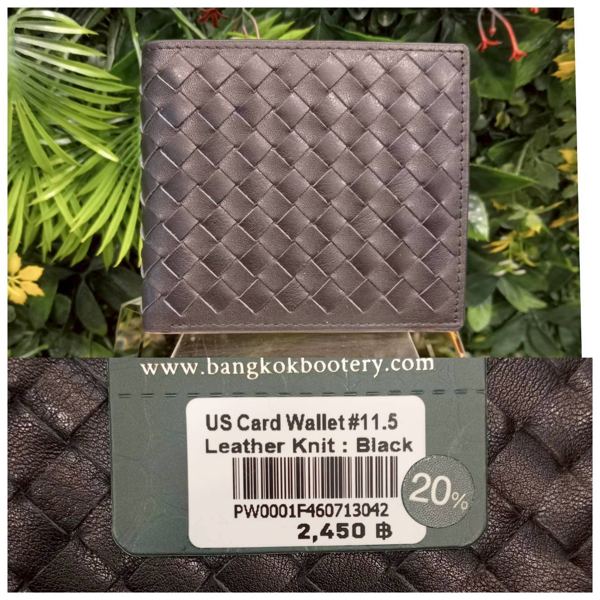 www.bangkokbootery.com
US Card Wallet #11.5
Leather Knit : Black
PW0001F460713042
2,450 ฿
20%